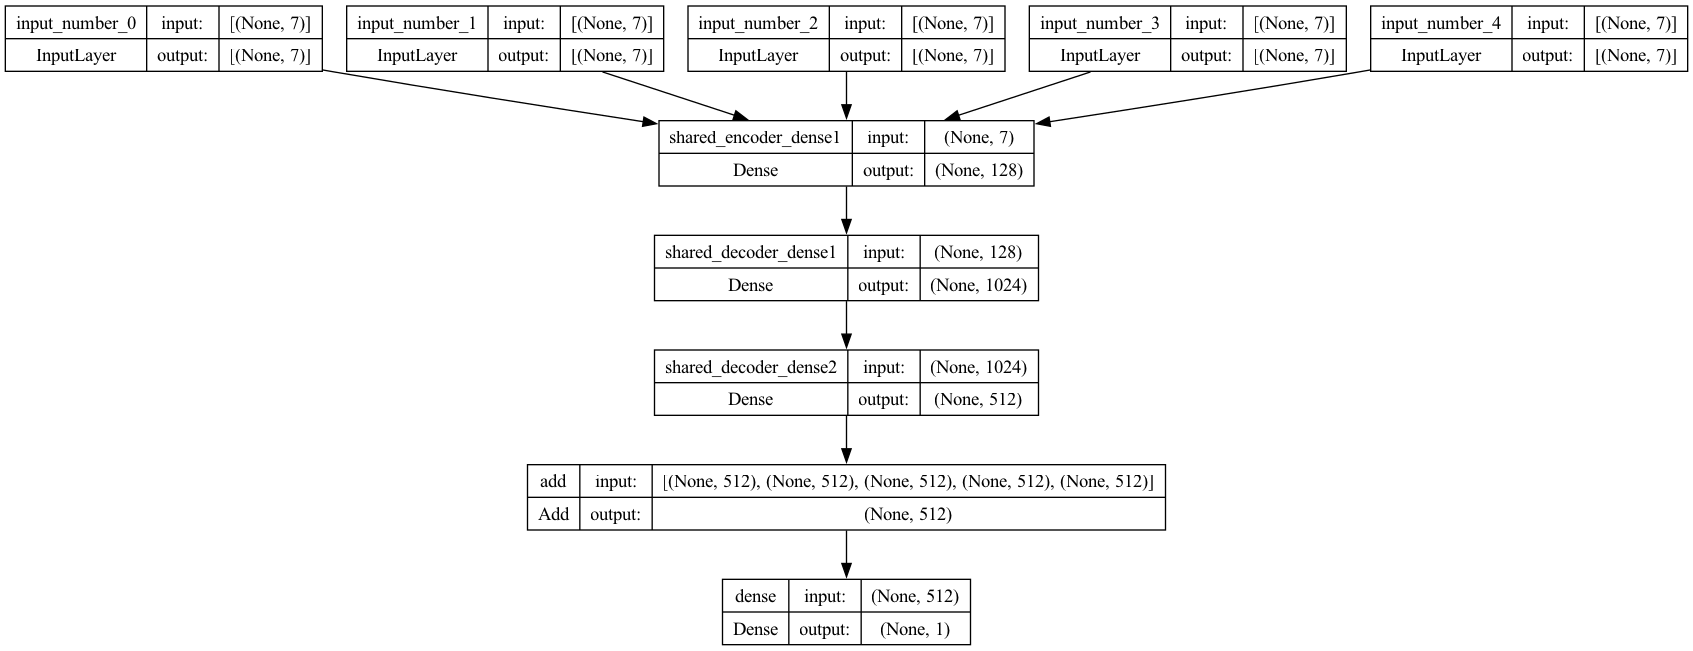 input_number_0 input: [(None, 7)]
InputLayer output: [(None, 7)]
input_number_1 input: [(None, 7)]
InputLayer output: [(None, 7)]
input_number_2 input: [(None, 7)]
InputLayer output: [(None, 7)]
input_number_3 input: [(None, 7)]
InputLayer output: [(None, 7)]
input_number_4 input: [(None, 7)]
InputLayer output: [(None, 7)]
shared_encoder_dense1 input: (None, 7)
Dense output: (None, 128)
shared_decoder_dense1 input: (None, 128)
Dense output: (None, 1024)
shared_decoder_dense2 input: (None, 1024)
Dense output: (None, 512)
add input: [(None, 512), (None, 512), (None, 512), (None, 512), (None, 512)]
Add output: (None, 512)
dense input: (None, 512)
Dense output: (None, 1)